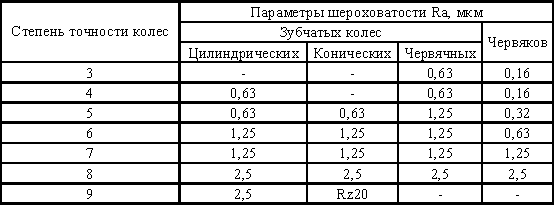 Степень точности колес
Параметры шероховатости Ra, мкм
Зубчатых колес
Червяков
Цилиндрических Конических Червячных
3 - - 0,63 0,16
4 0,63 - 0,63 0,16
5 0,63 0,63 1,25 0,32
6 1,25 1,25 1,25 0,63
7 1,25 1,25 1,25 1,25
8 2,5 2,5 2,5 2,5
9 2,5 Rz20 - -